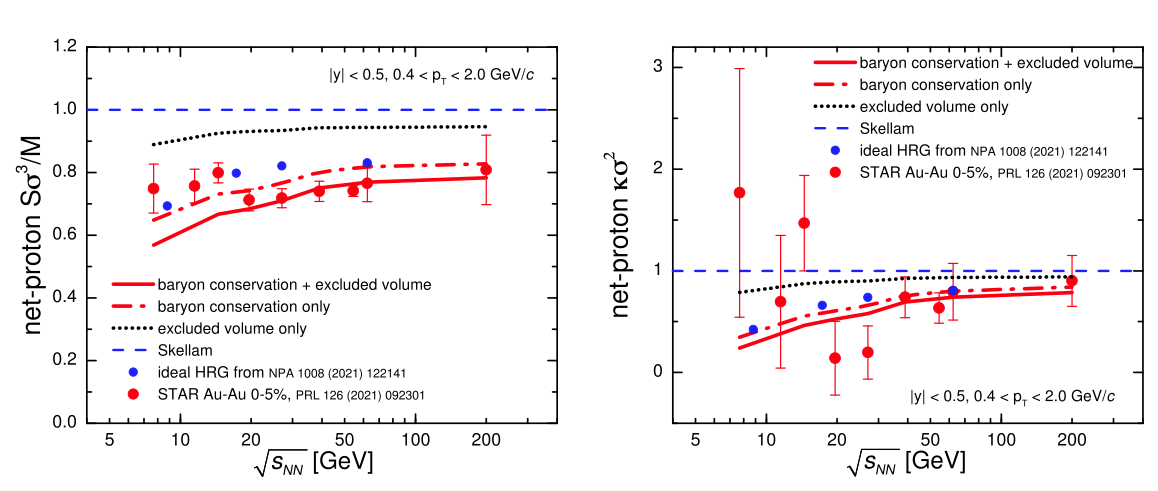 1.2
1.0
0.8
0.6
0.4
0.2
0.0
net-proton Sσ³/M
|y| < 0.5, 0.4 < p_T < 2.0 GeV/c
baryon conservation + excluded volume
baryon conservation only
excluded volume only
Skellam
ideal HRG from NPA 1008 (2021) 122141
STAR Au-Au 0-5%, PRL 126 (2021) 092301
5 10 20 50 100 200
√s_NN [GeV]
3
2
1
0
net-proton κσ²
baryon conservation + excluded volume
baryon conservation only
excluded volume only
Skellam
ideal HRG from NPA 1008 (2021) 122141
STAR Au-Au 0-5%, PRL 126 (2021) 092301
|y| < 0.5, 0.4 < p_T < 2.0 GeV/c
5 10 20 50 100 200
√s_NN [GeV]